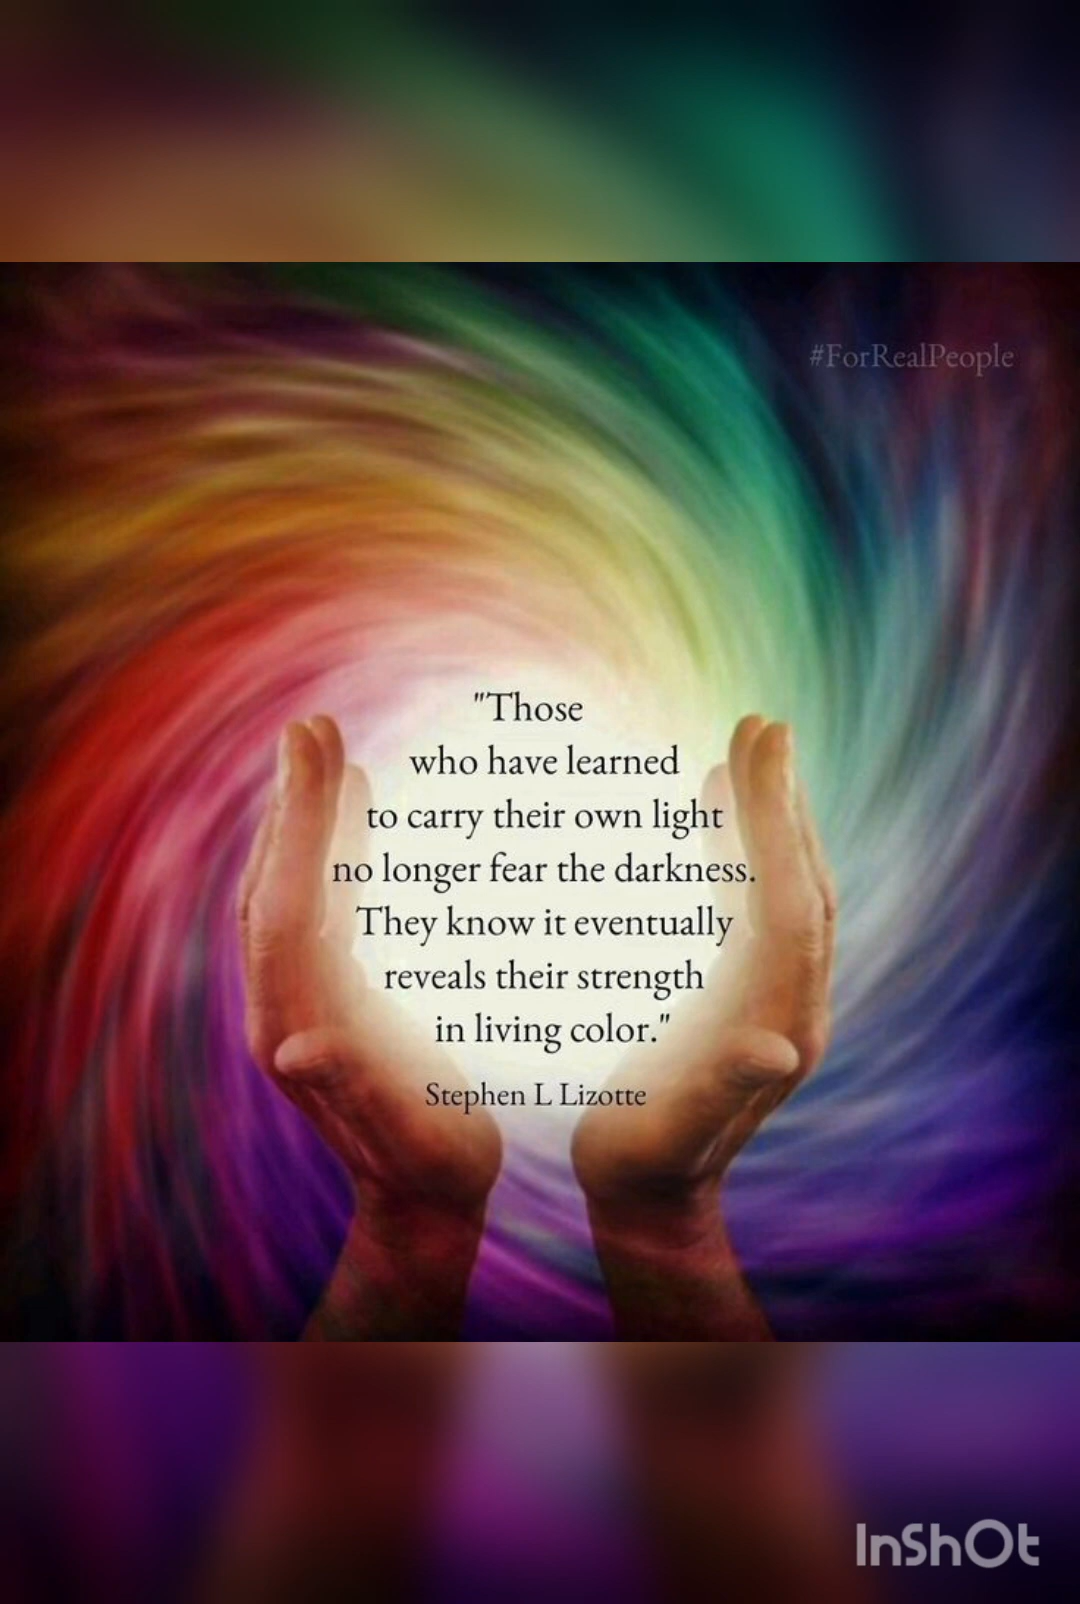 #ForRealPeople
"Those
who have learned
to carry their own light
no longer fear the darkness.
They know it eventually
reveals their strength
in living color."
Stephen L Lizotte
InShOt